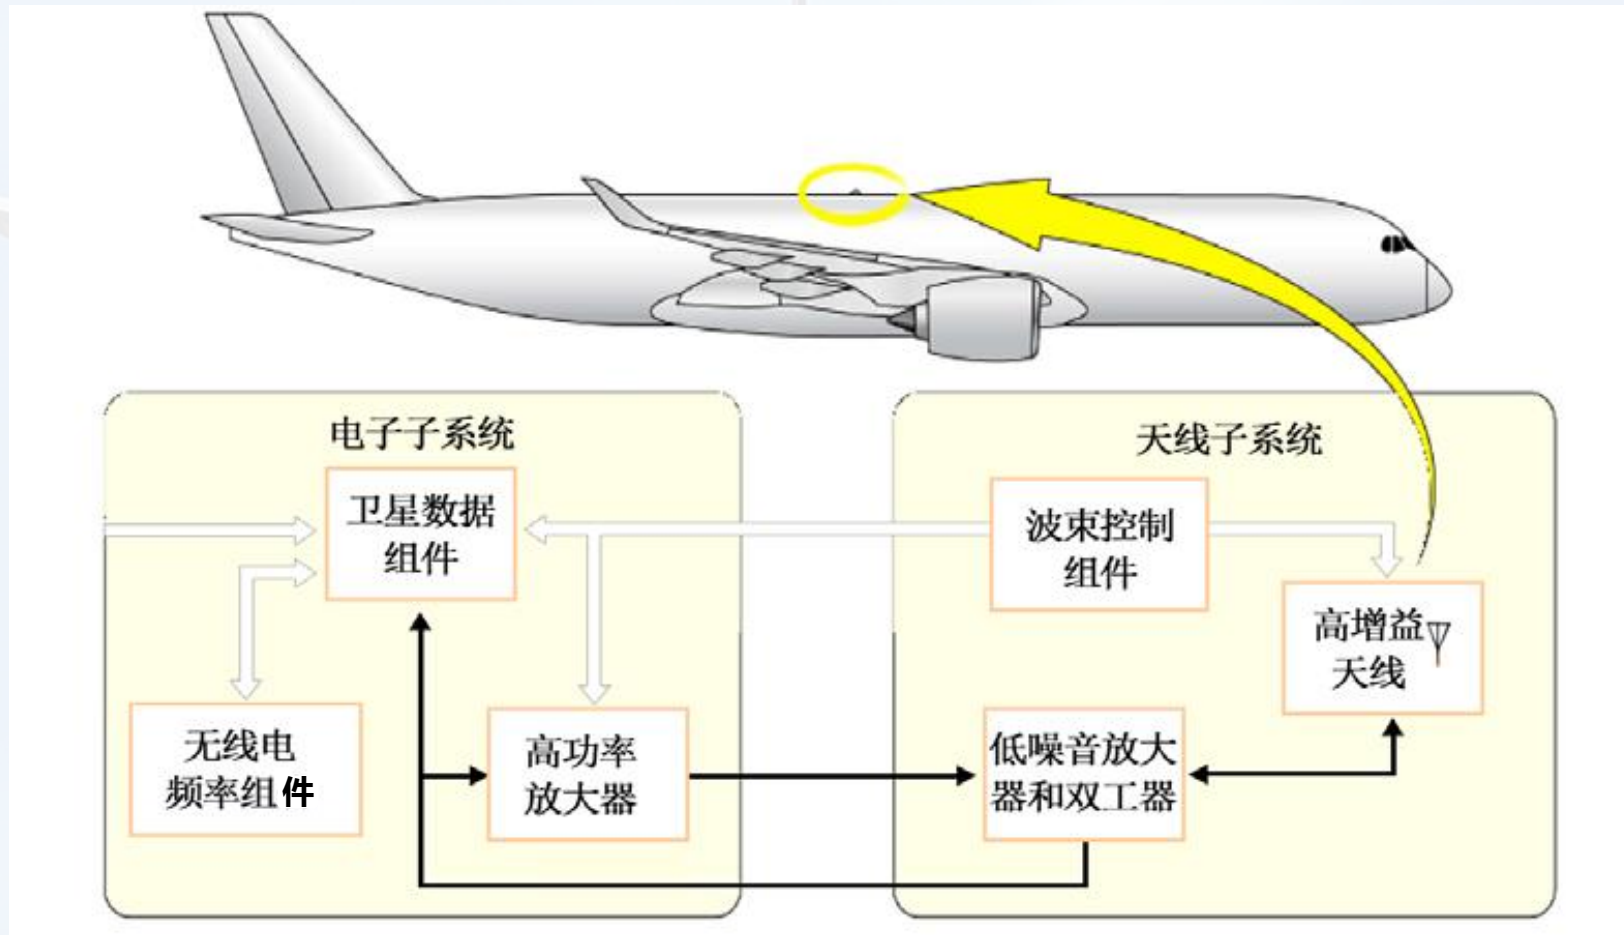 电子子系统
卫星数据
组件
无线电
频率组件
高功率
放大器
天线子系统
波束控制
组件
高增益
天线
低噪音放大
器和双工器